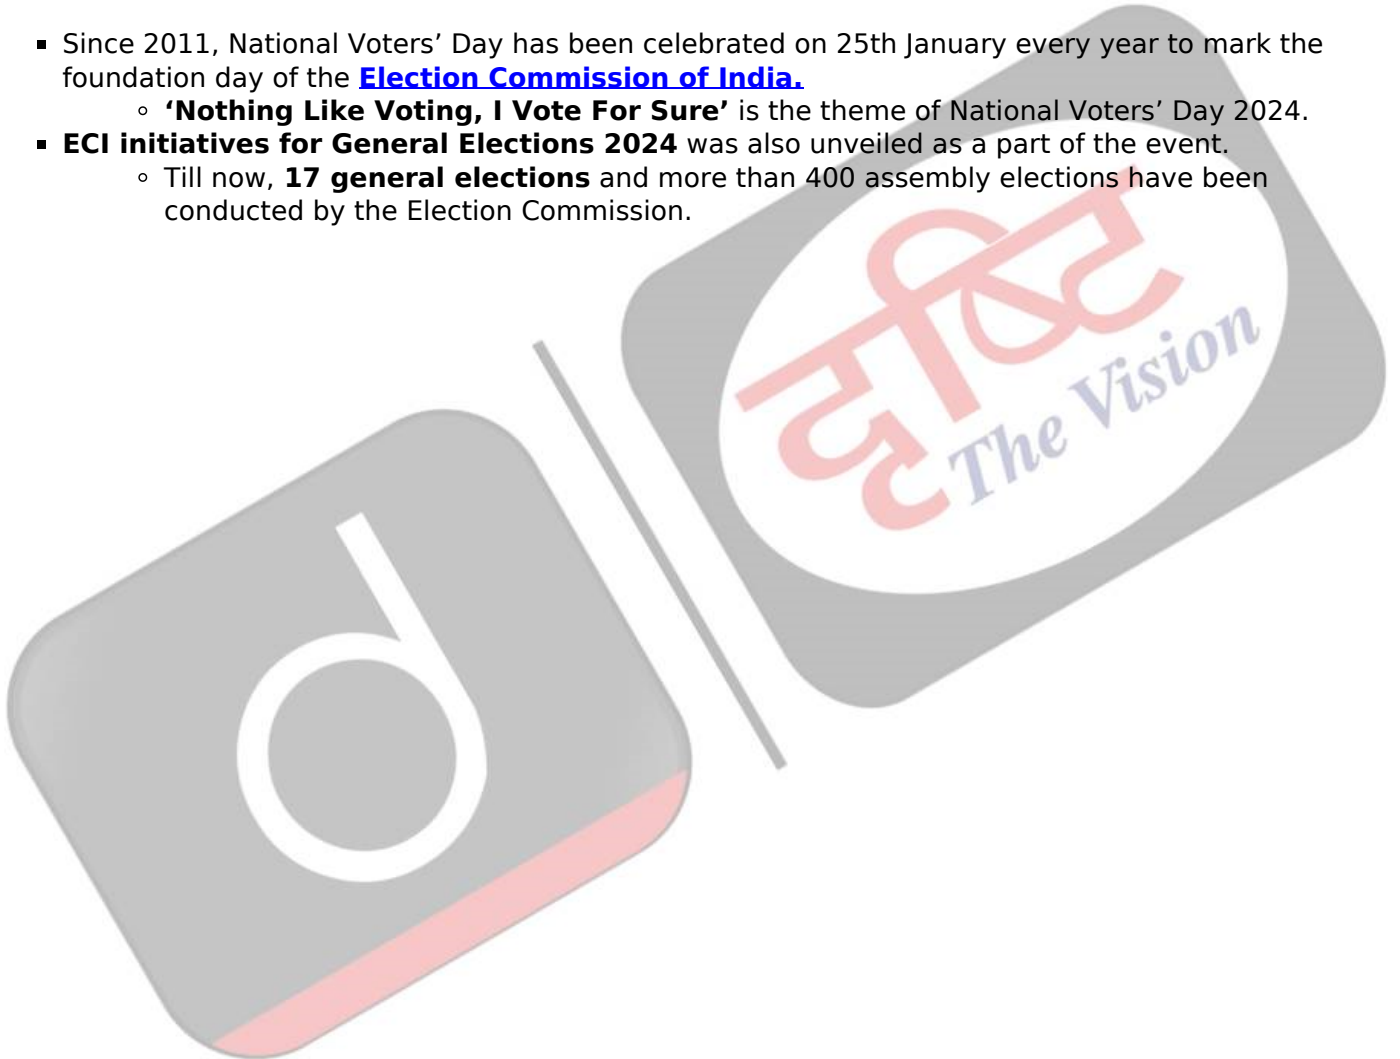 ▪ Since 2011, National Voters’ Day has been celebrated on 25th January every year to mark the
foundation day of the Election Commission of India.
◦ ‘Nothing Like Voting, I Vote For Sure’ is the theme of National Voters’ Day 2024.
▪ ECI initiatives for General Elections 2024 was also unveiled as a part of the event.
◦ Till now, 17 general elections and more than 400 assembly elections have been
conducted by the Election Commission.
दृष्टि
The Vision
d